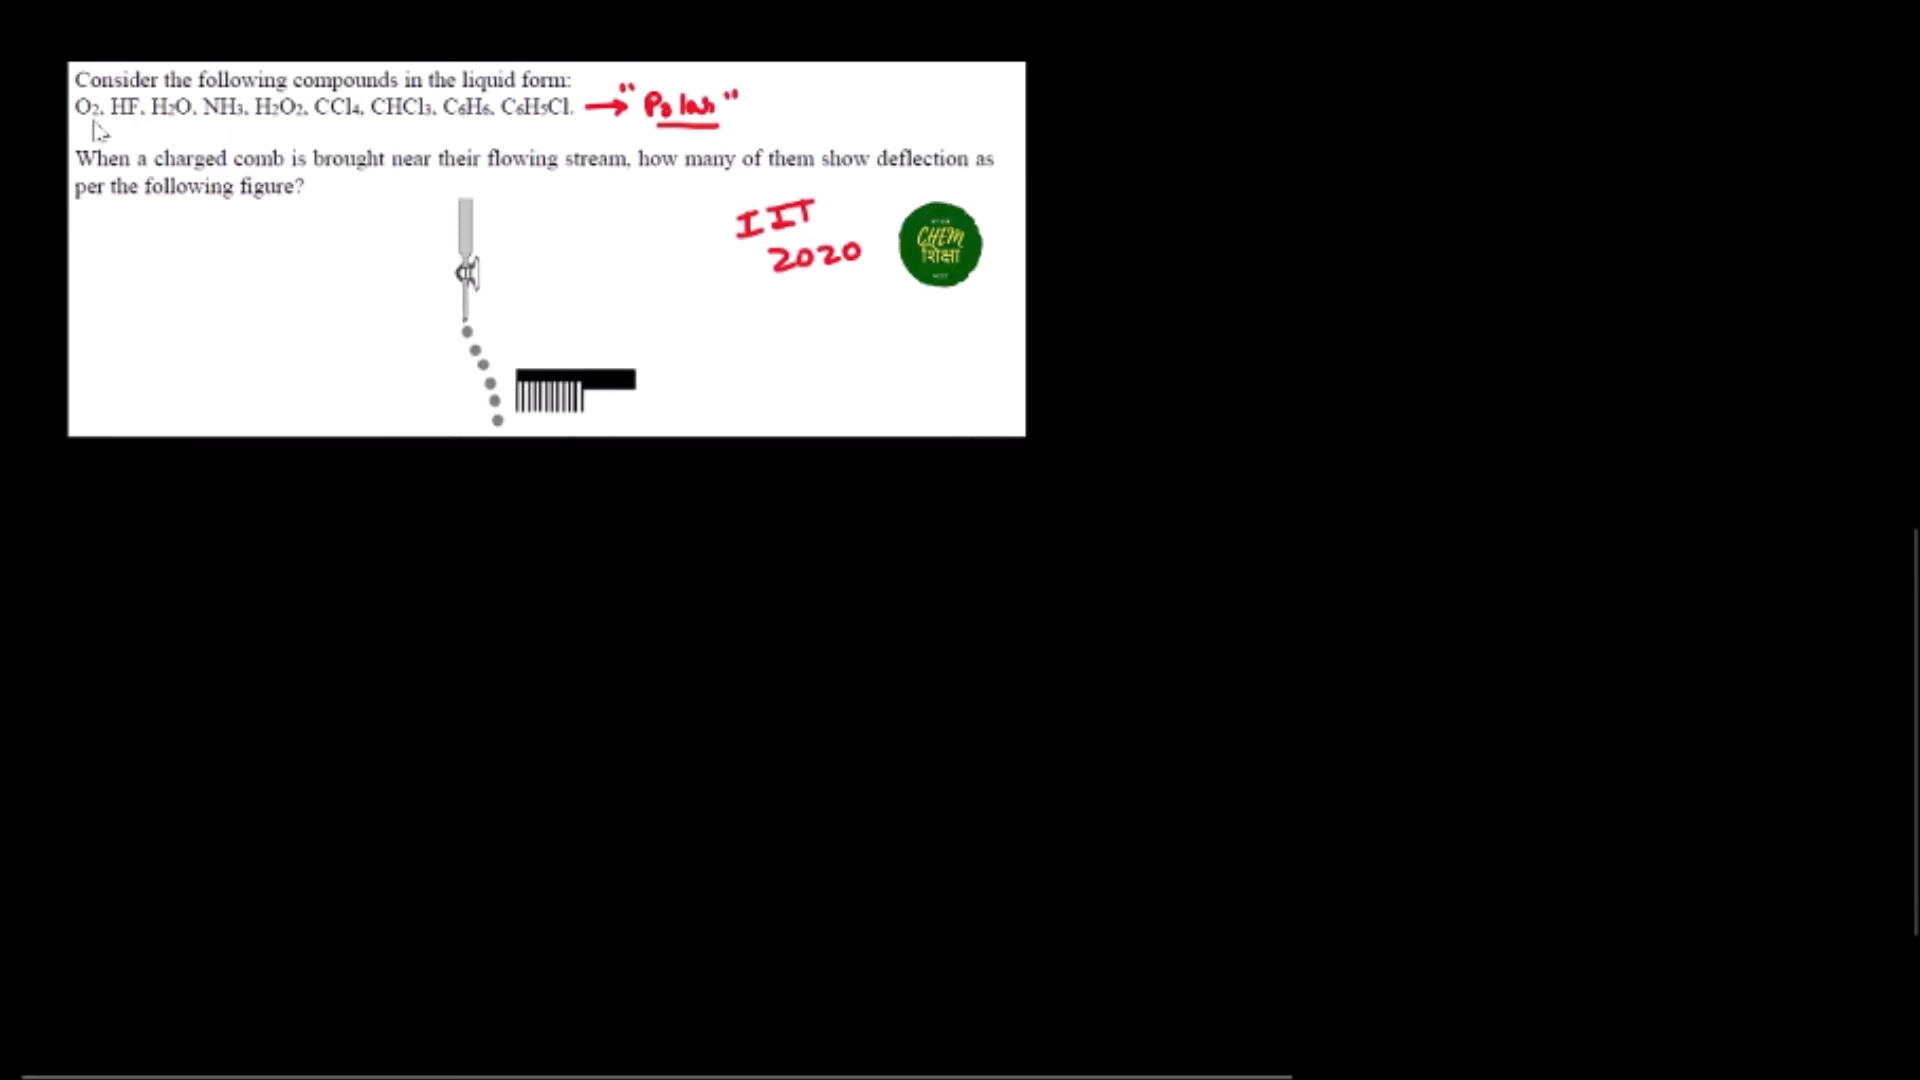 Consider the following compounds in the liquid form:
O₂, HF, H₂O, NH₃, H₂O₂, CCl₄, CHCl₃, C₆H₆, C₆H₅Cl. → "Polar"
When a charged comb is brought near their flowing stream, how many of them show deflection as
per the following figure?
IIT
2020
CHEM
शिक्षा